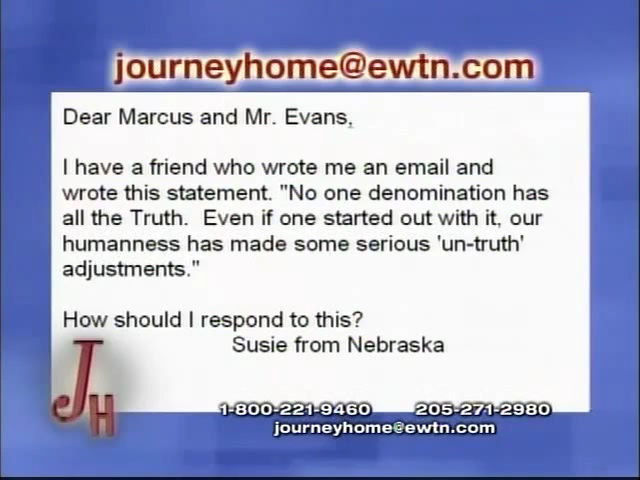 journeyhome@ewtn.com
Dear Marcus and Mr. Evans,
I have a friend who wrote me an email and
wrote this statement. "No one denomination has
all the Truth.  Even if one started out with it, our
humanness has made some serious 'un-truth'
adjustments."
How should I respond to this?
Susie from Nebraska
JH
1-800-221-9460 205-271-2980
journeyhome@ewtn.com